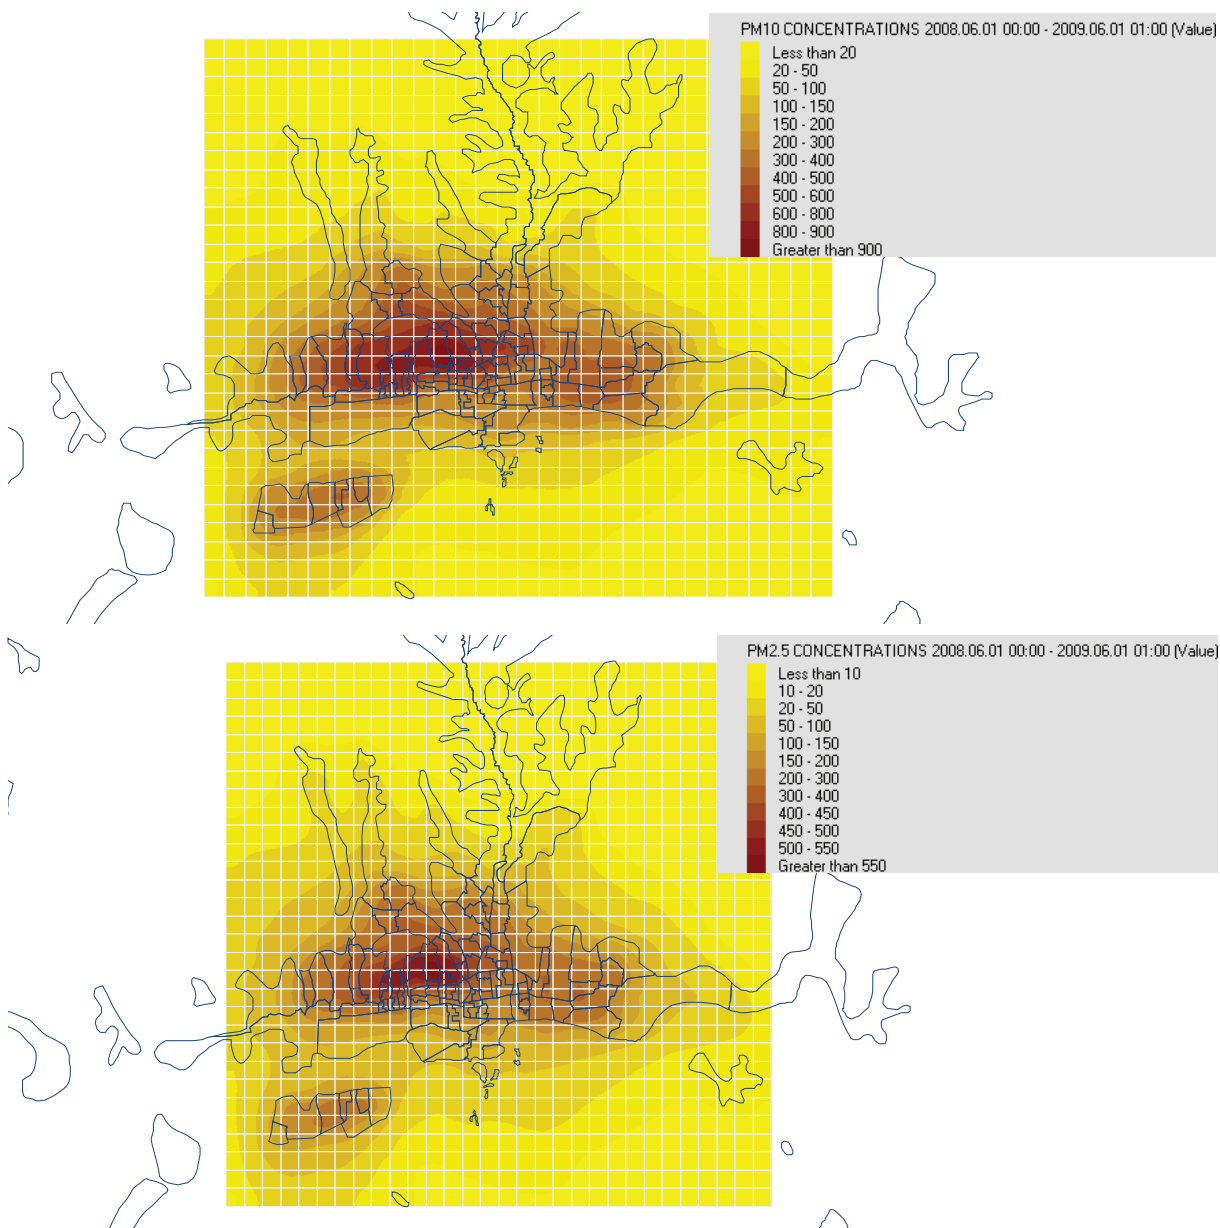 PM10 CONCENTRATIONS 2008.06.01 00:00 - 2009.06.01 01:00 (Value)
Less than 20
20 - 50
50 - 100
100 - 150
150 - 200
200 - 300
300 - 400
400 - 500
500 - 600
600 - 800
800 - 900
Greater than 900
PM2.5 CONCENTRATIONS 2008.06.01 00:00 - 2009.06.01 01:00 (Value)
Less than 10
10 - 20
20 - 50
50 - 100
100 - 150
150 - 200
200 - 300
300 - 400
400 - 450
450 - 500
500 - 550
Greater than 550